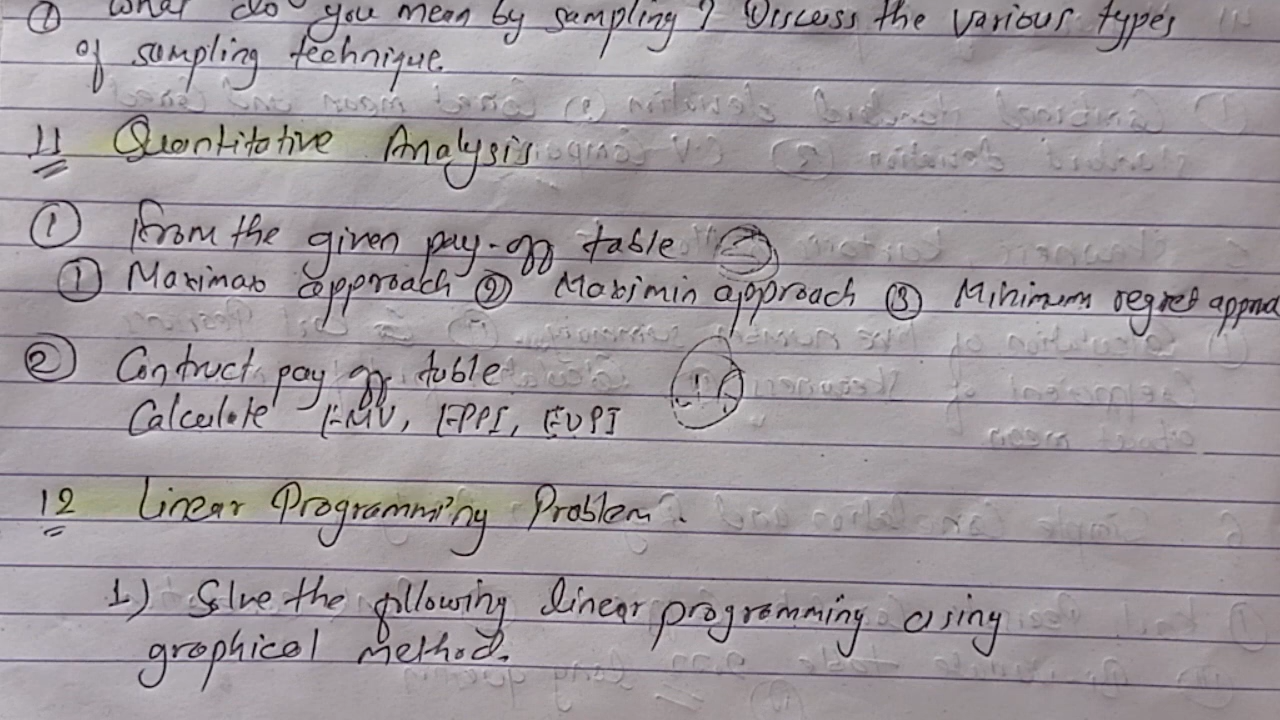 ① What do you mean by sampling? Discuss the various types
of sampling technique.
11 Quantitative Analysis.
① From the given pay-off table
① Maximax approach ② Maximin approach ③ Minimum regret
② Contruct pay off table
Calculate EMV, EPPI, EVPI
12 Linear Programming Problem.
1) Solve the following linear programming using
graphical method.